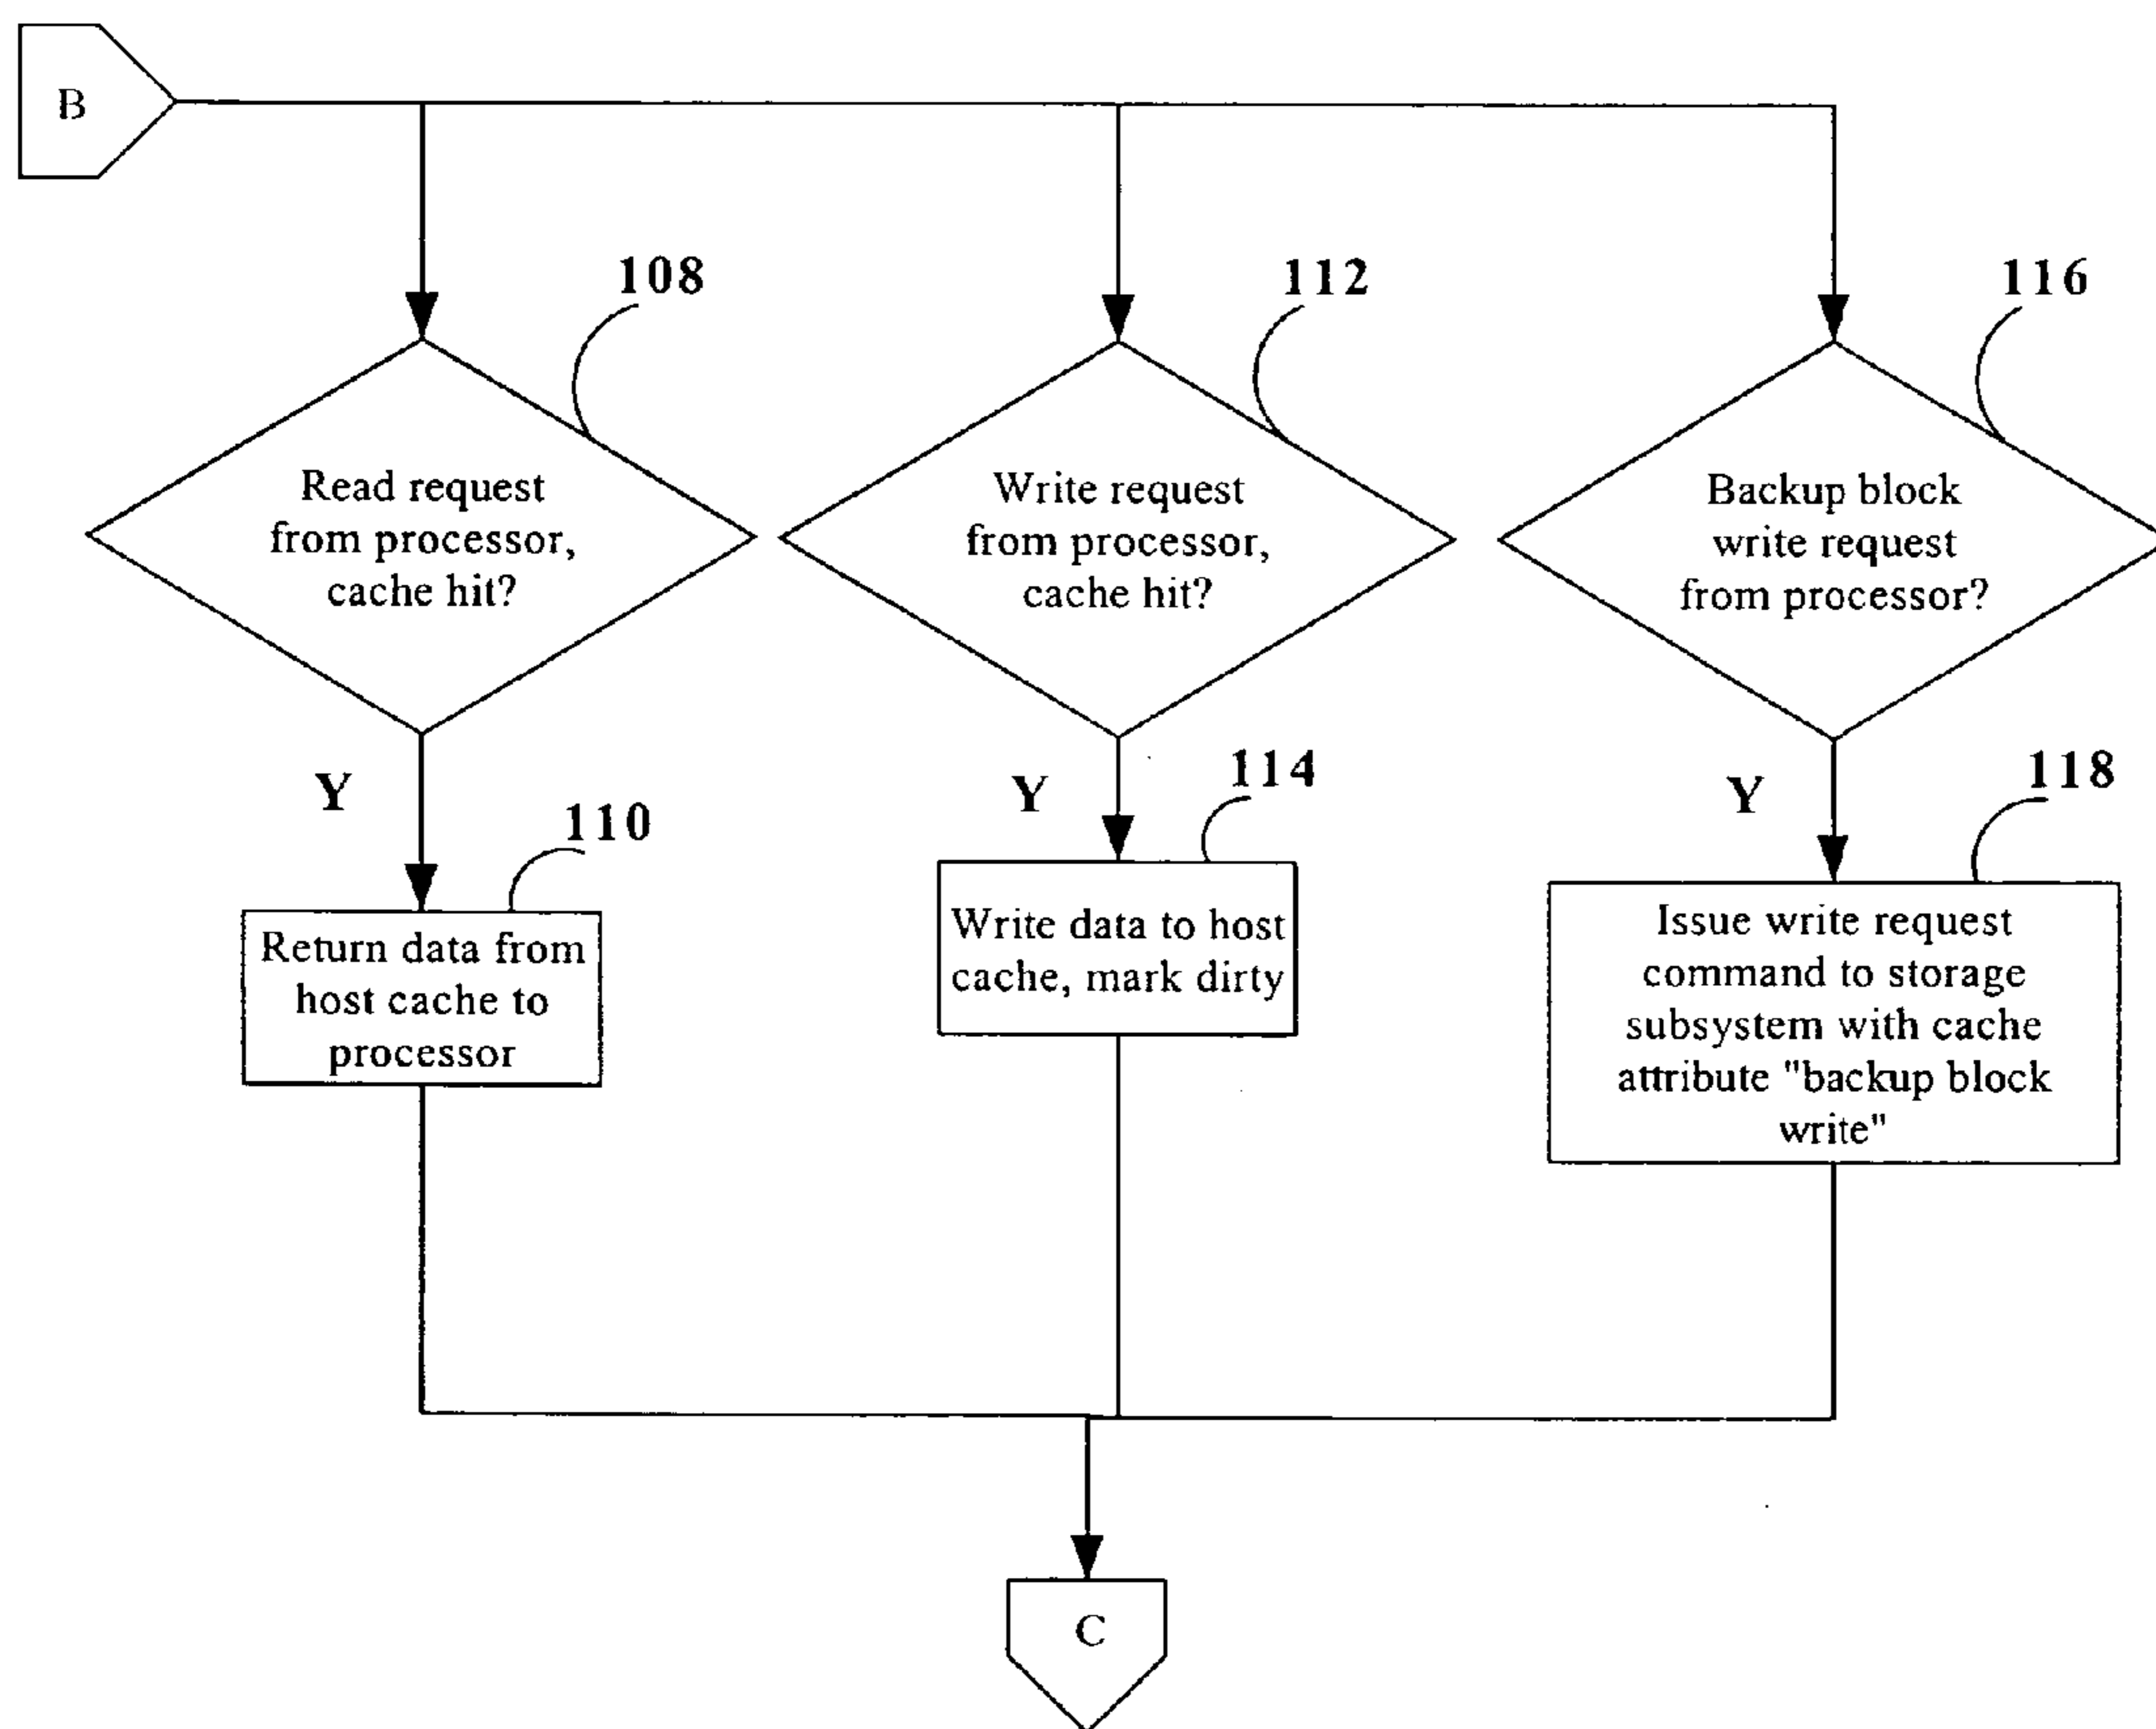 B
108
112
116
Read request
from processor,
cache hit?
Write request
from processor,
cache hit?
Backup block
write request
from processor?
Y
110
Y
114
Y
118
Return data from
host cache to
processor
Write data to host
cache, mark dirty
Issue write request
command to storage
subsystem with cache
attribute "backup block
write"
C